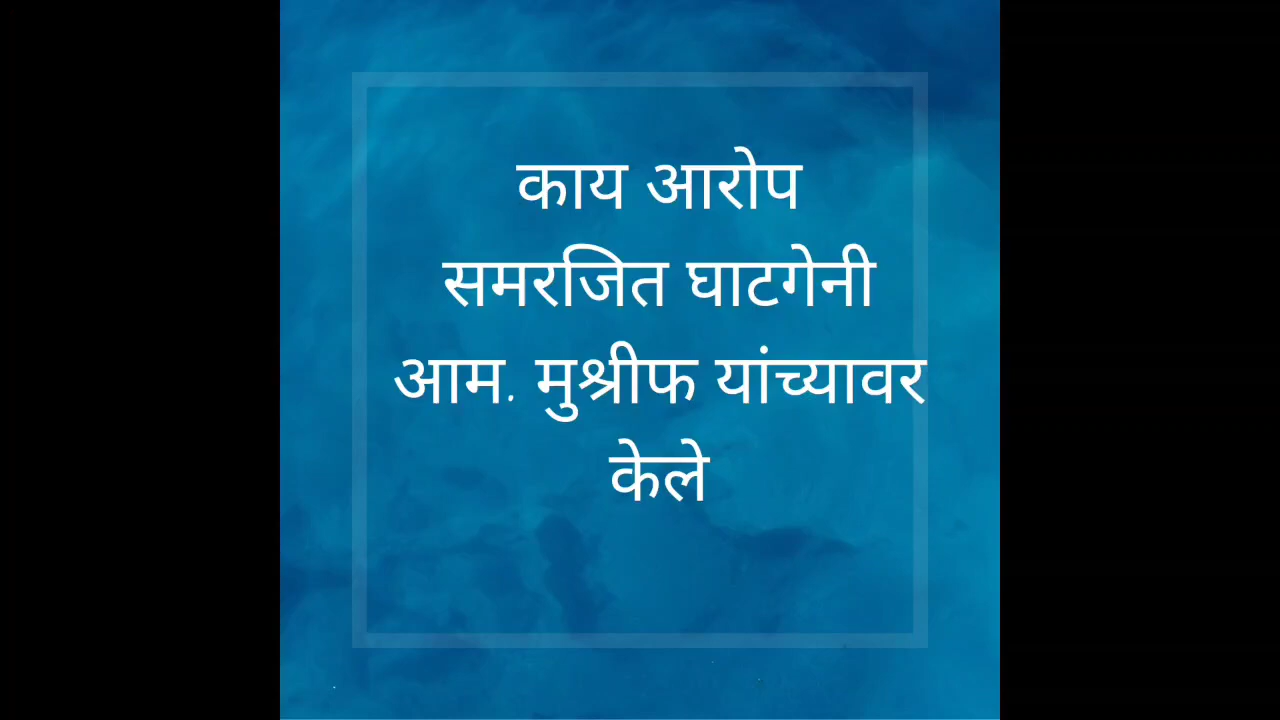 काय आरोप
समरजित घाटगेनी
आम. मुश्रीफ यांच्यावर
केले